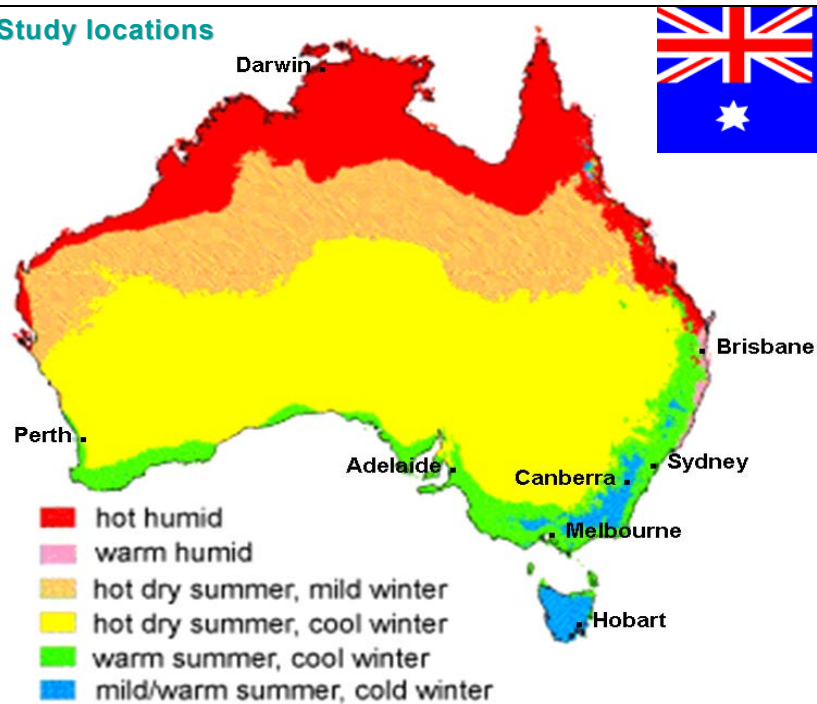 Study locations
Darwin
Brisbane
Perth
Adelaide
Sydney
Canberra
Melbourne
Hobart
hot humid
warm humid
hot dry summer, mild winter
hot dry summer, cool winter
warm summer, cool winter
mild/warm summer, cold winter